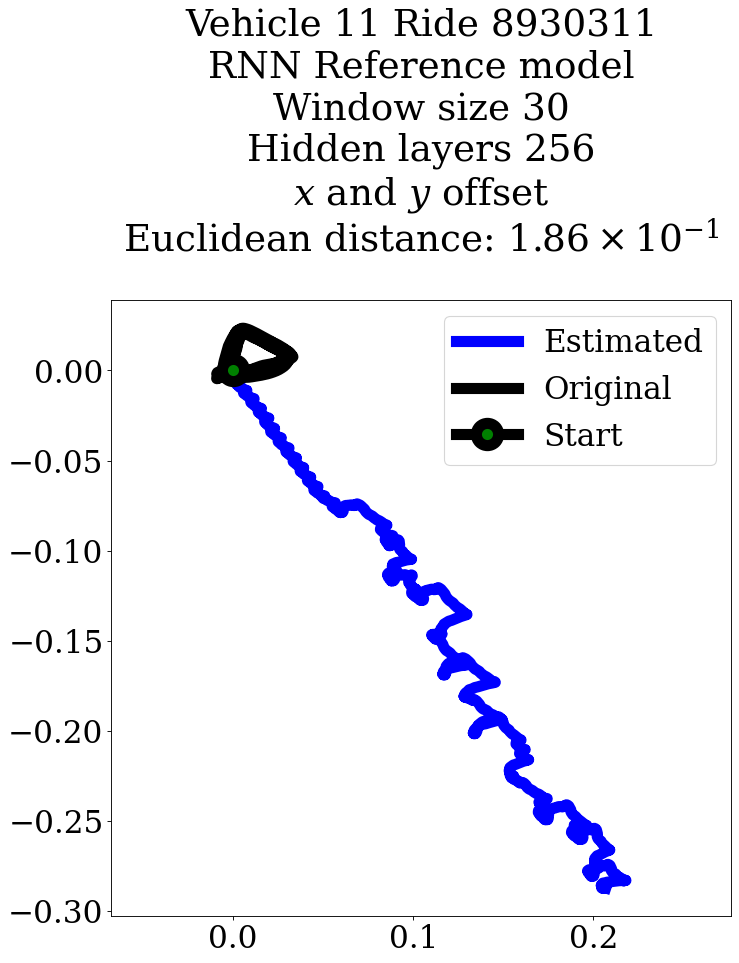 Vehicle 11 Ride 8930311
RNN Reference model
Window size 30
Hidden layers 256
x and y offset
Euclidean distance: 1.86 × 10⁻¹
Estimated
Original
Start
0.00
−0.05
−0.10
−0.15
−0.20
−0.25
−0.30
0.0 0.1 0.2